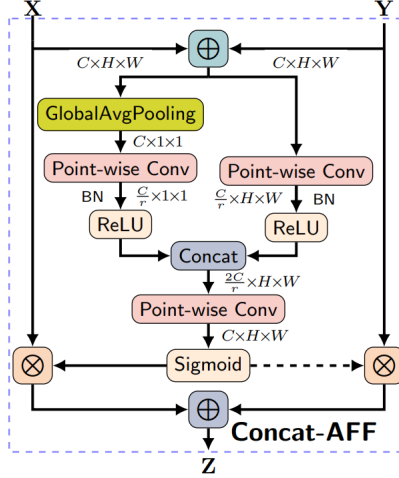 X Y
C×H×W C×H×W
GlobalAvgPooling
C×1×1
Point-wise Conv Point-wise Conv
BN C/r×1×1 C/r×H×W BN
ReLU ReLU
Concat
2C/r×H×W
Point-wise Conv
C×H×W
Sigmoid
Concat-AFF
Z